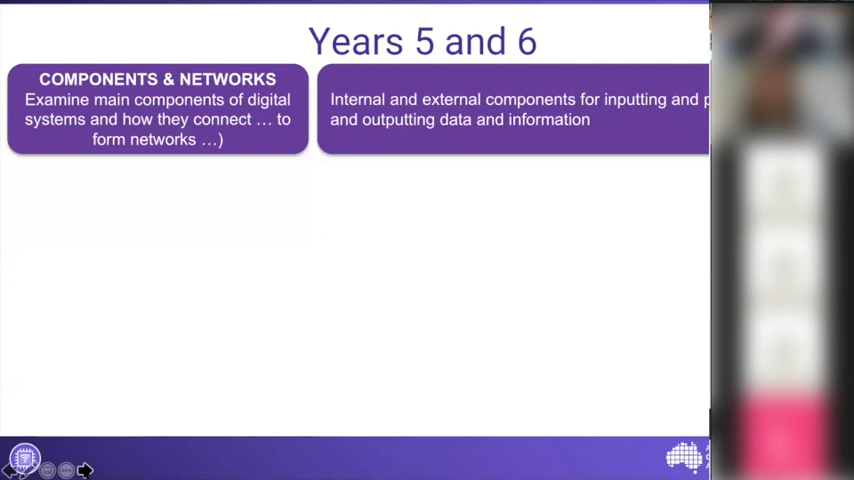 Years 5 and 6
COMPONENTS & NETWORKS
Examine main components of digital
systems and how they connect … to
form networks …)
Internal and external components for inputting and
and outputting data and information